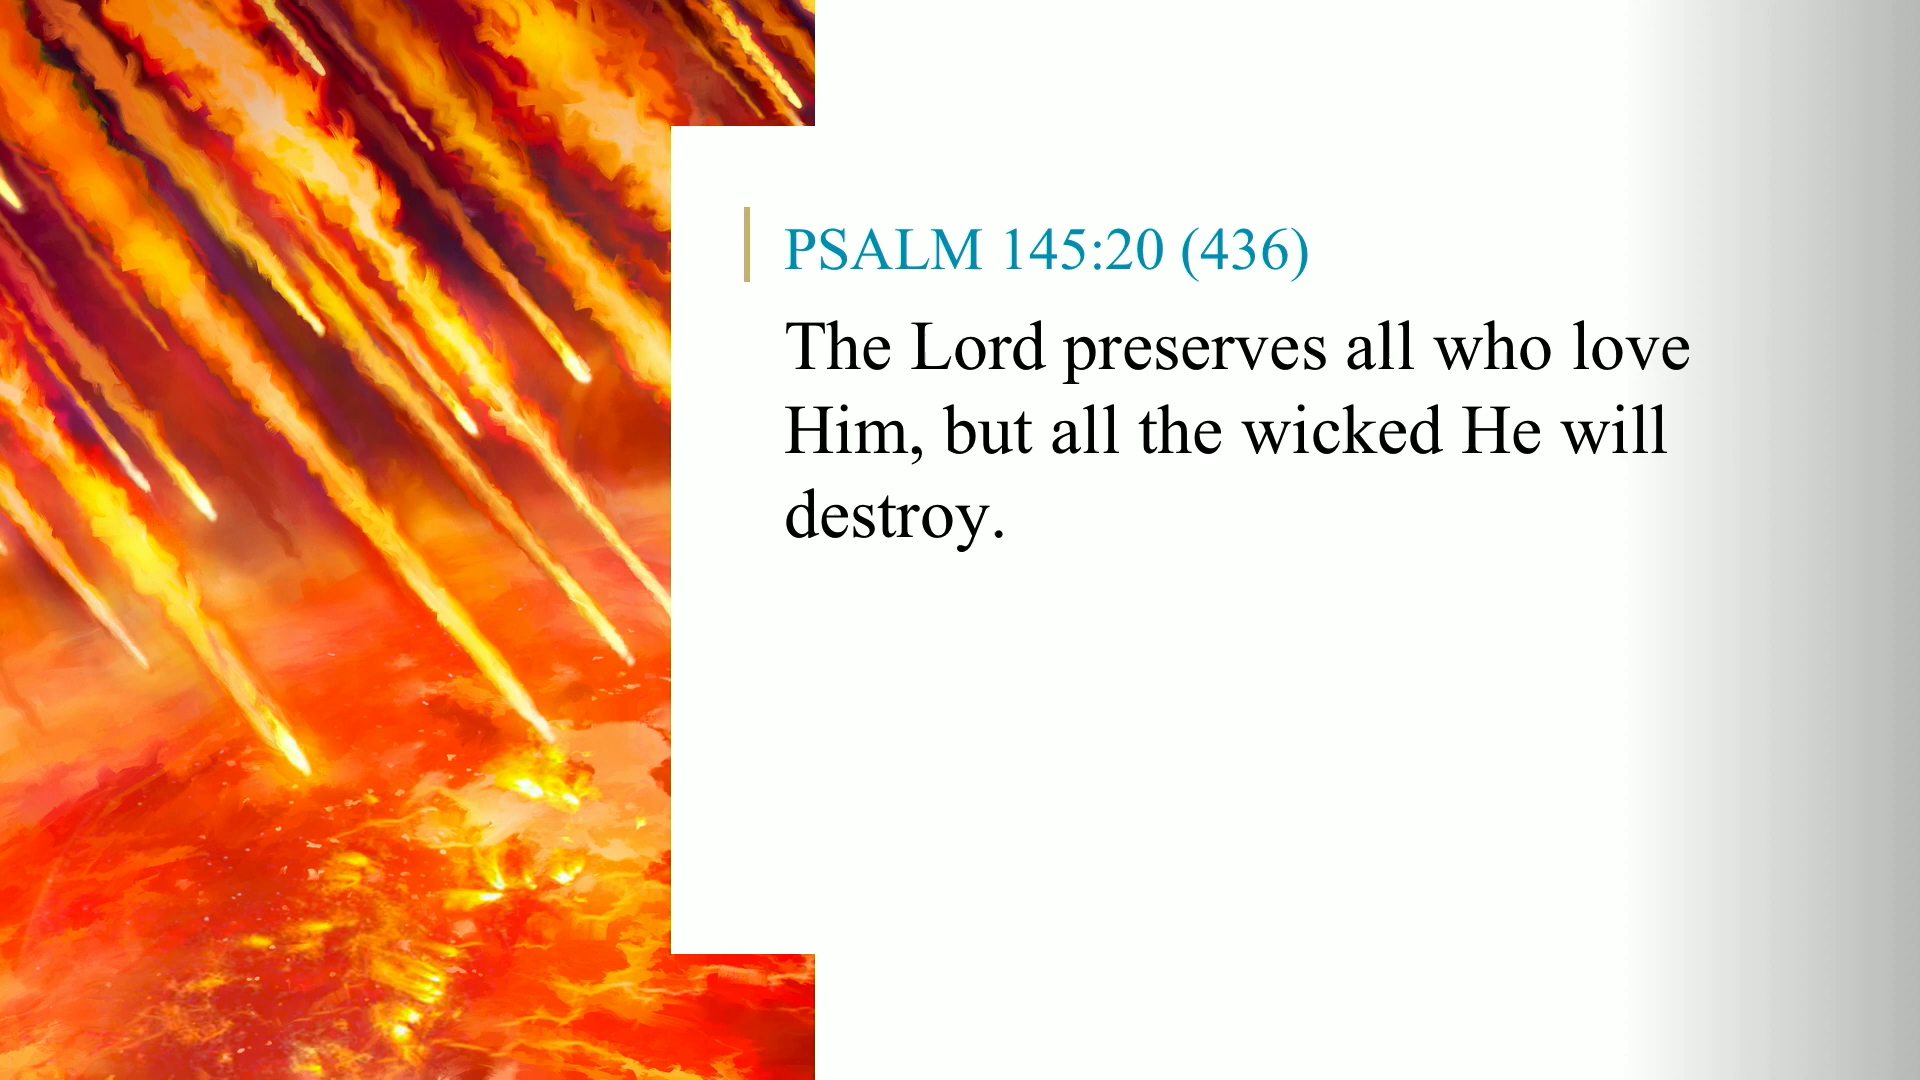 PSALM 145:20 (436)
The Lord preserves all who love
Him, but all the wicked He will
destroy.